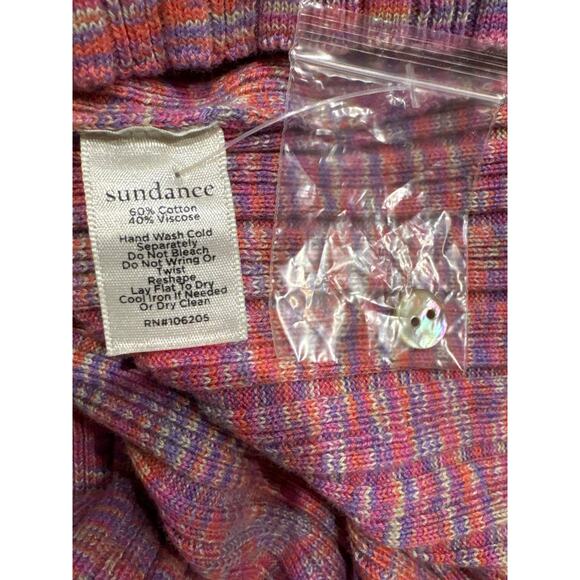 sundance
60% Cotton
40% Viscose
Hand Wash Cold
Separately
Do Not Bleach
Do Not Wring Or
Twist
Reshape
Lay Flat To Dry
Cool Iron If Needed
Or Dry Clean
RN#106205